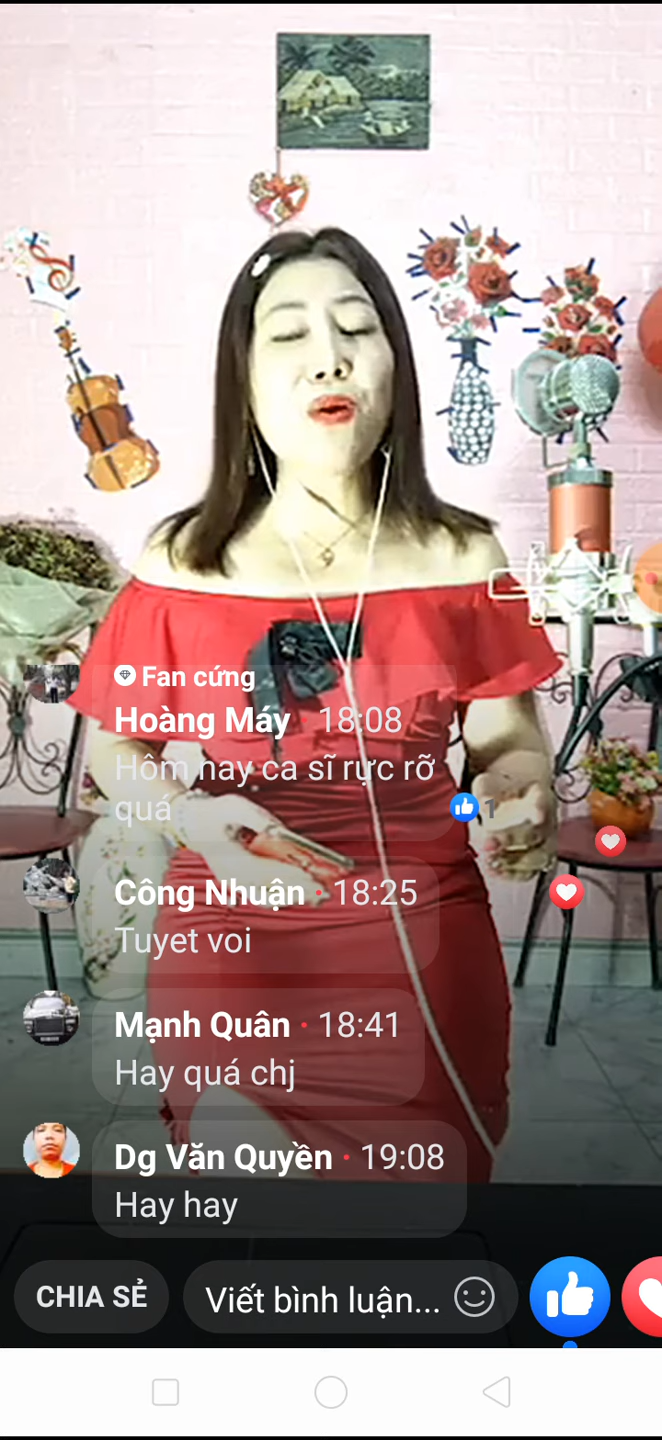 Fan cứng
Hoàng Máy 18:08
Hôm nay ca sĩ rực rỡ
quá
1
Công Nhuận · 18:25
Tuyet voi
Mạnh Quân · 18:41
Hay quá chj
Dg Văn Quyền · 19:08
Hay hay
CHIA SẺ
Viết bình luận...